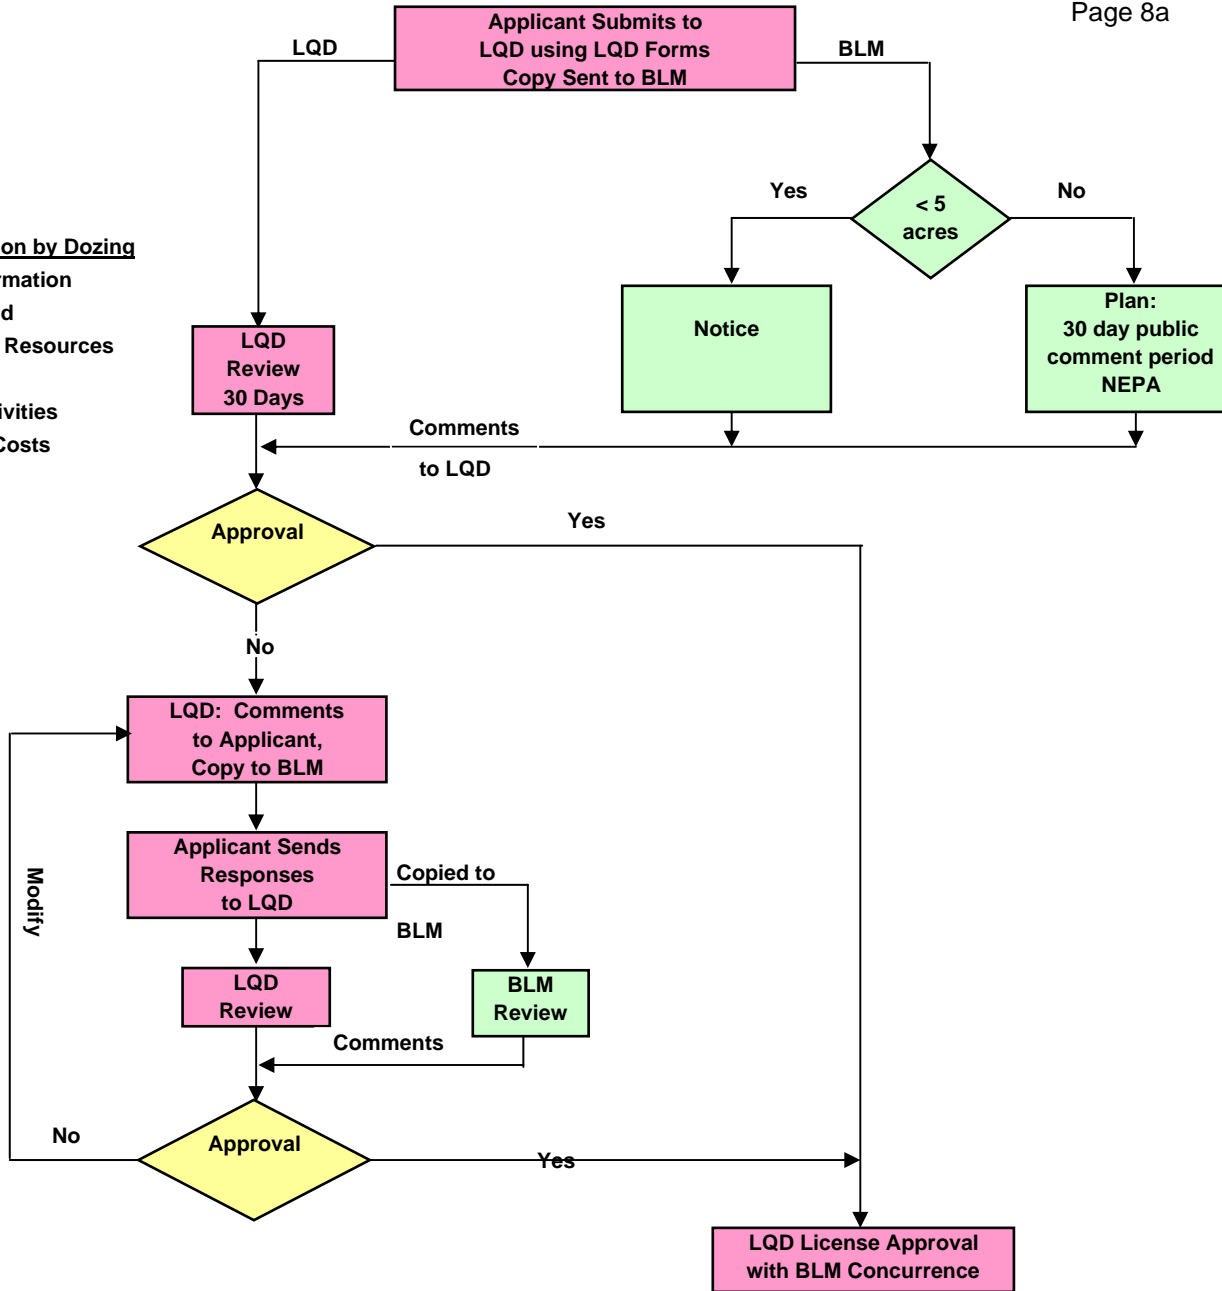 Page 8a
Applicant Submits to
LQD using LQD Forms
Copy Sent to BLM
LQD
BLM
Yes
< 5
acres
No
on by Dozing
rmation
d
Resources
ivities
Costs
LQD
Review
30 Days
Notice
Plan:
30 day public
comment period
NEPA
Comments
to LQD
Approval
Yes
No
LQD:  Comments
to Applicant,
Copy to BLM
Modify
Applicant Sends
Responses
to LQD
Copied to
BLM
LQD
Review
BLM
Review
Comments
Approval
No
Yes
LQD License Approval
with BLM Concurrence